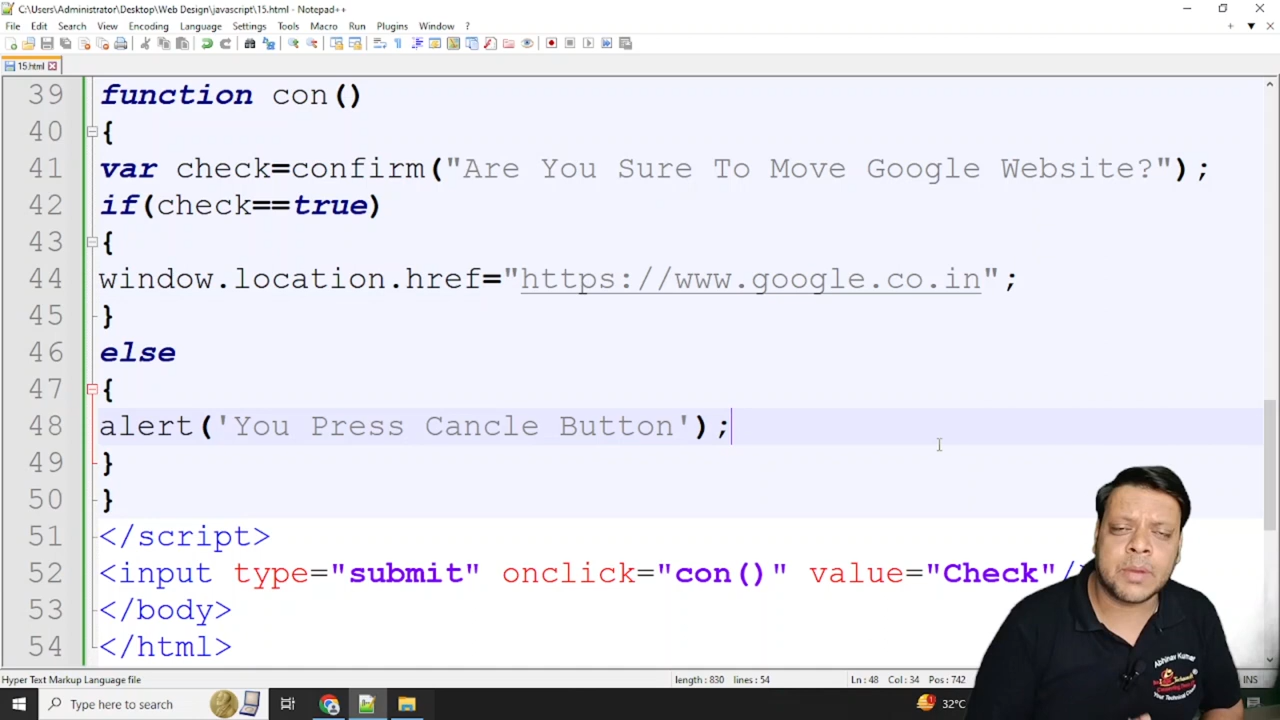 C:\Users\Administrator\Desktop\Web Design\javascript\15.html - Notepad++
File Edit Search View Encoding Language Settings Tools Macro Run Plugins Window ?
15.html
39 function con()
40 {
41 var check=confirm("Are You Sure To Move Google Website?");
42 if(check==true)
43 {
44 window.location.href="https://www.google.co.in";
45 }
46 else
47 {
48 alert('You Press Cancle Button');
49 }
50 }
51 </script>
52 <input type="submit" onclick="con()" value="Check"/
53 </body>
54 </html>
Abhinav Kumar
Your Technical
Hyper Text Markup Language file length : 830 lines : 54 Ln : 48 Col : 34 Pos : 742 INS
Type here to search 32°C